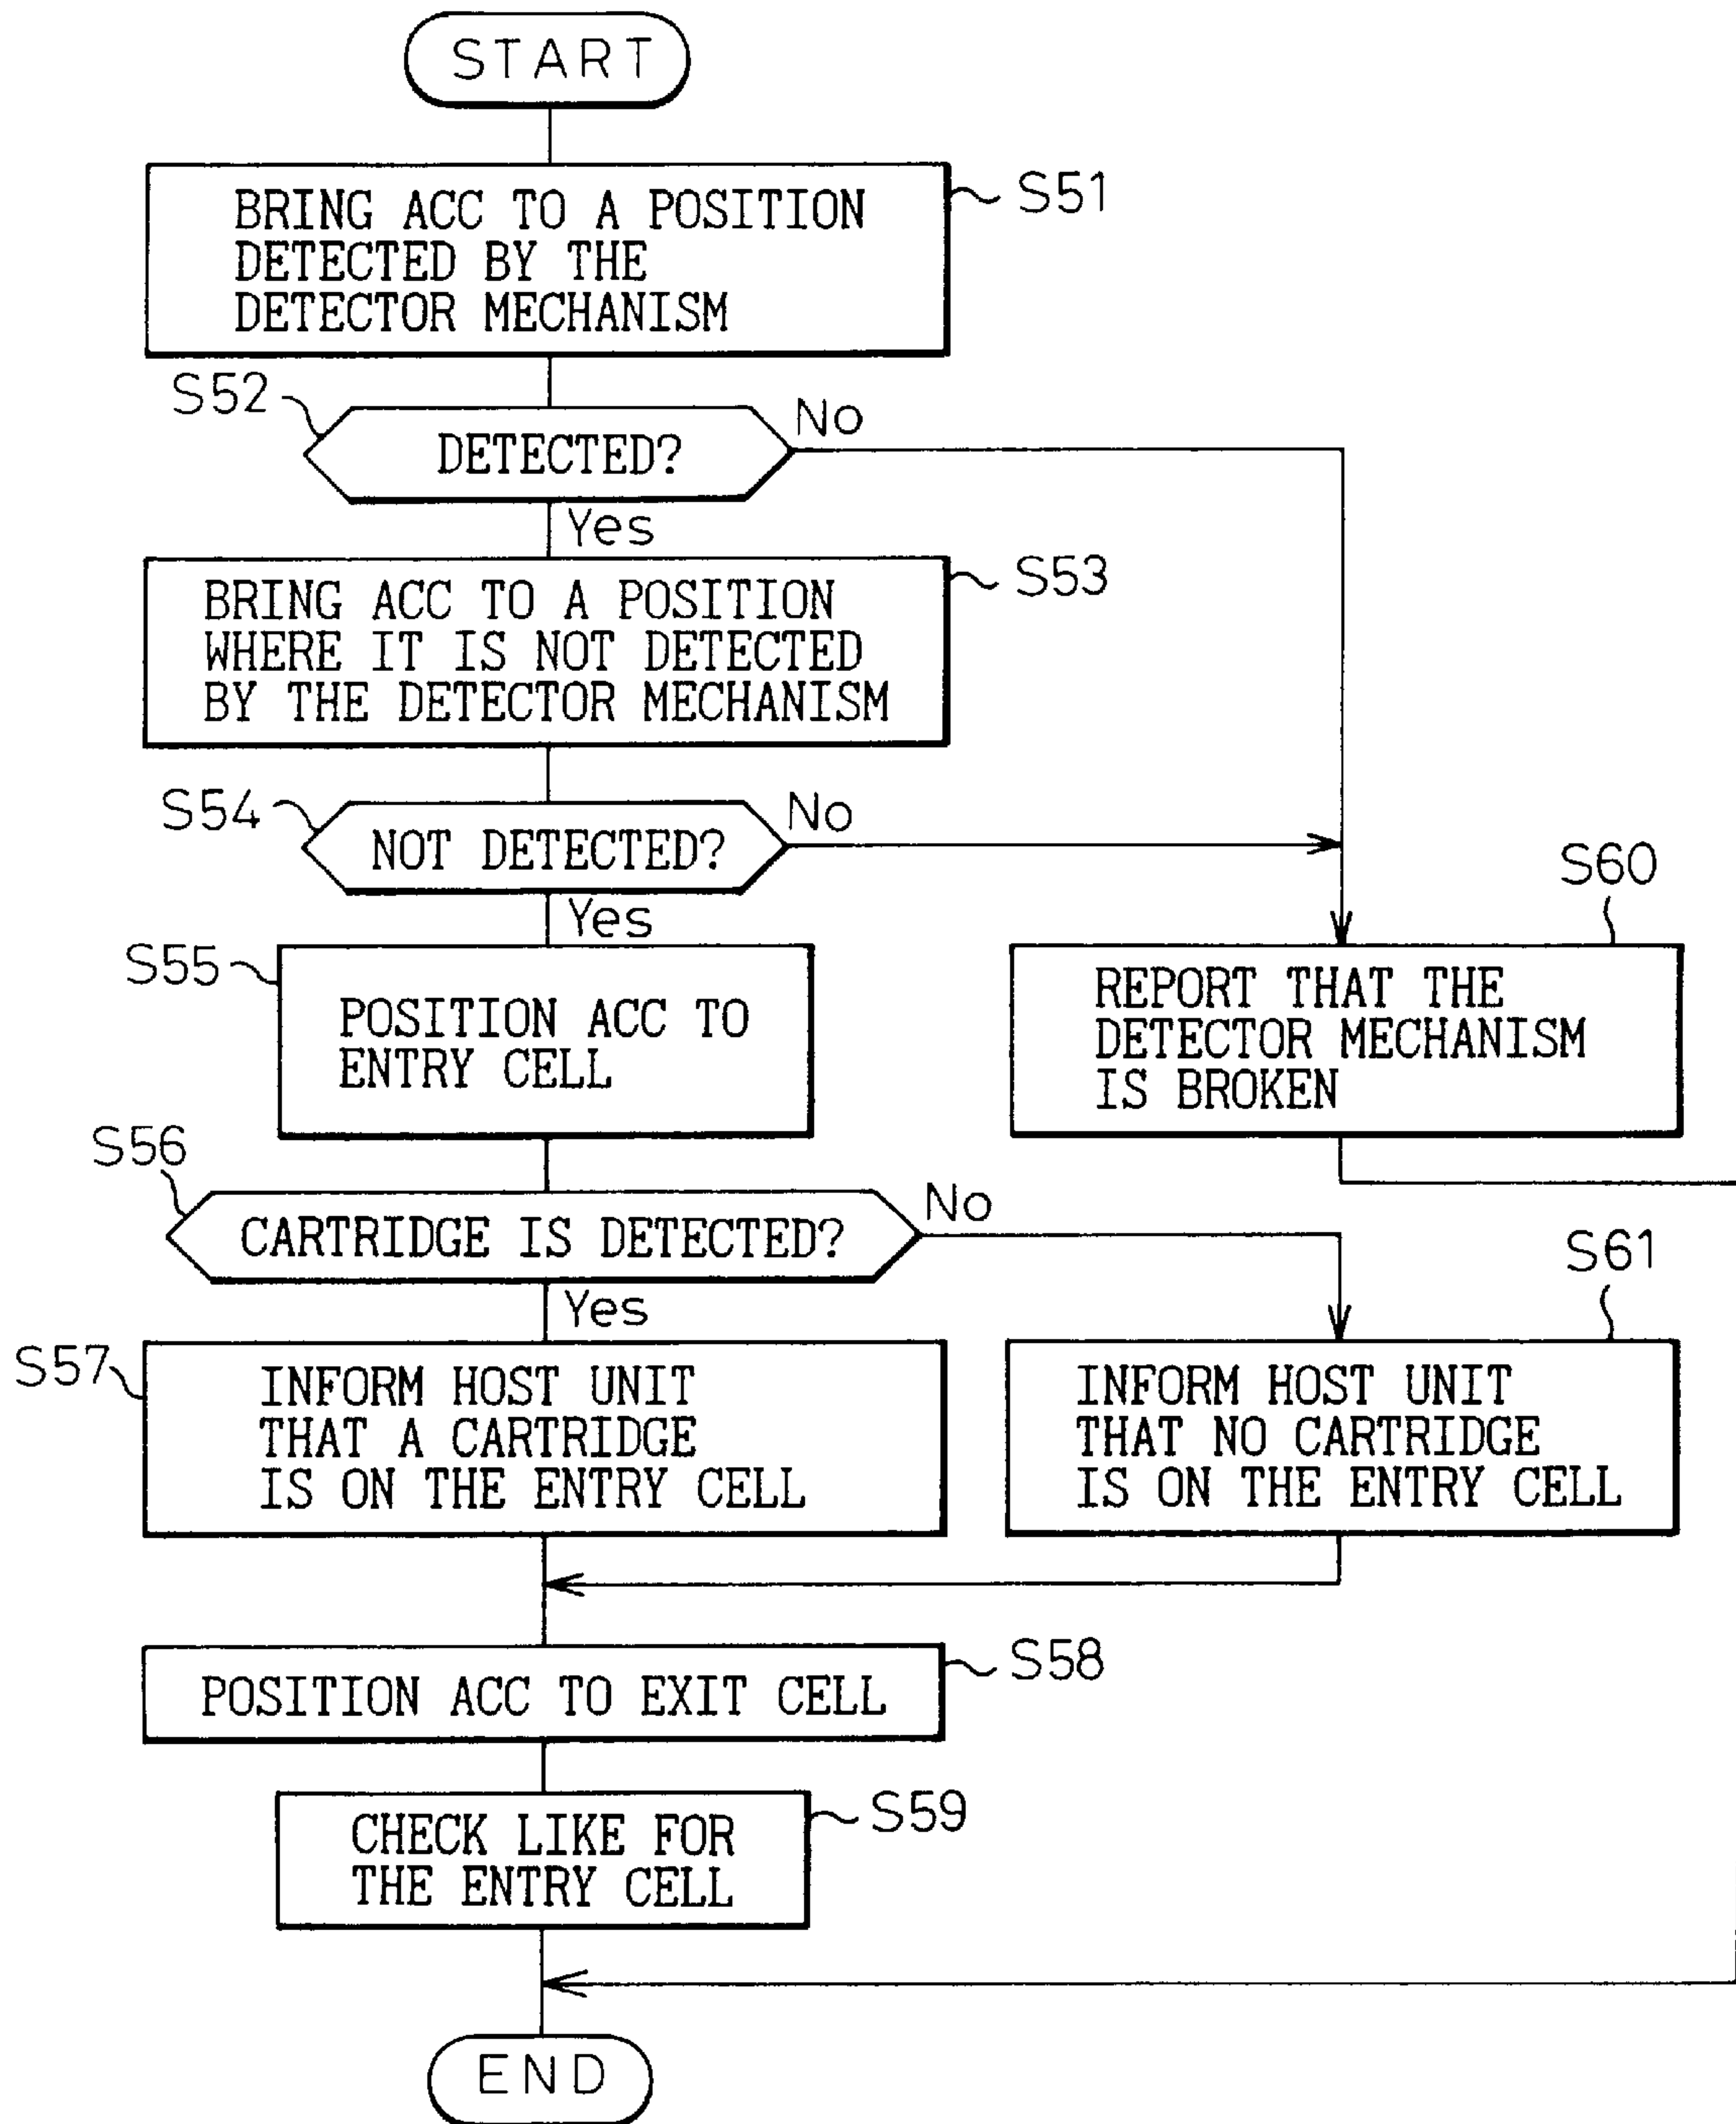 START
BRING ACC TO A POSITION
DETECTED BY THE
DETECTOR MECHANISM
S51
S52
DETECTED?
No
Yes
BRING ACC TO A POSITION
WHERE IT IS NOT DETECTED
BY THE DETECTOR MECHANISM
S53
S54
NOT DETECTED?
No
Yes
S55
POSITION ACC TO
ENTRY CELL
S60
REPORT THAT THE
DETECTOR MECHANISM
IS BROKEN
S56
CARTRIDGE IS DETECTED?
No
Yes
S57
INFORM HOST UNIT
THAT A CARTRIDGE
IS ON THE ENTRY CELL
S61
INFORM HOST UNIT
THAT NO CARTRIDGE
IS ON THE ENTRY CELL
POSITION ACC TO EXIT CELL
S58
CHECK LIKE FOR
THE ENTRY CELL
S59
END